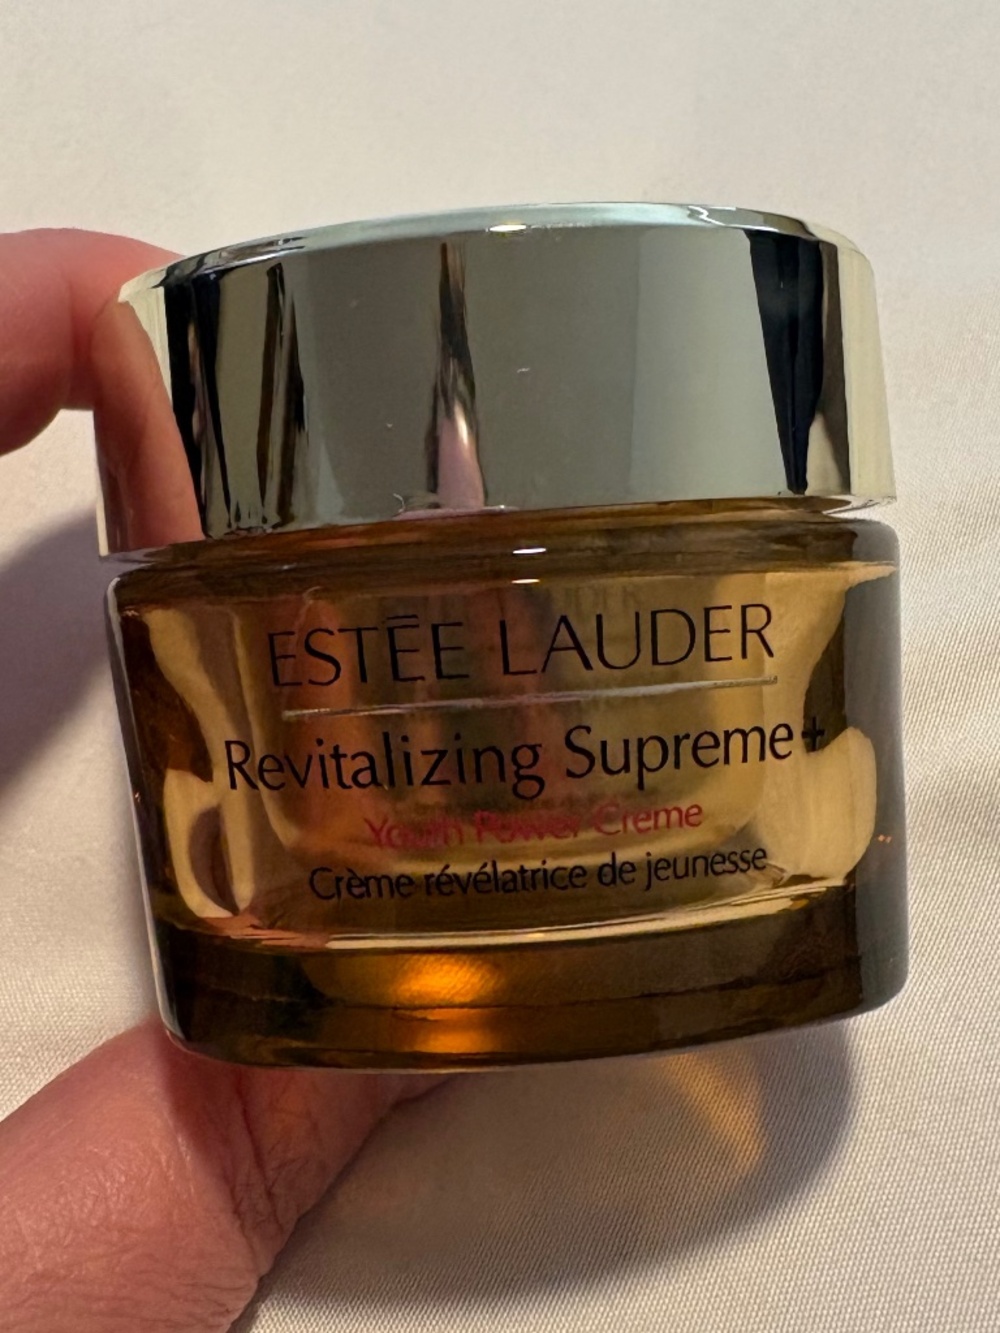 ESTĒE LAUDER
Revitalizing Supreme+
Youth Power Creme
Crème révélatrice de jeunesse